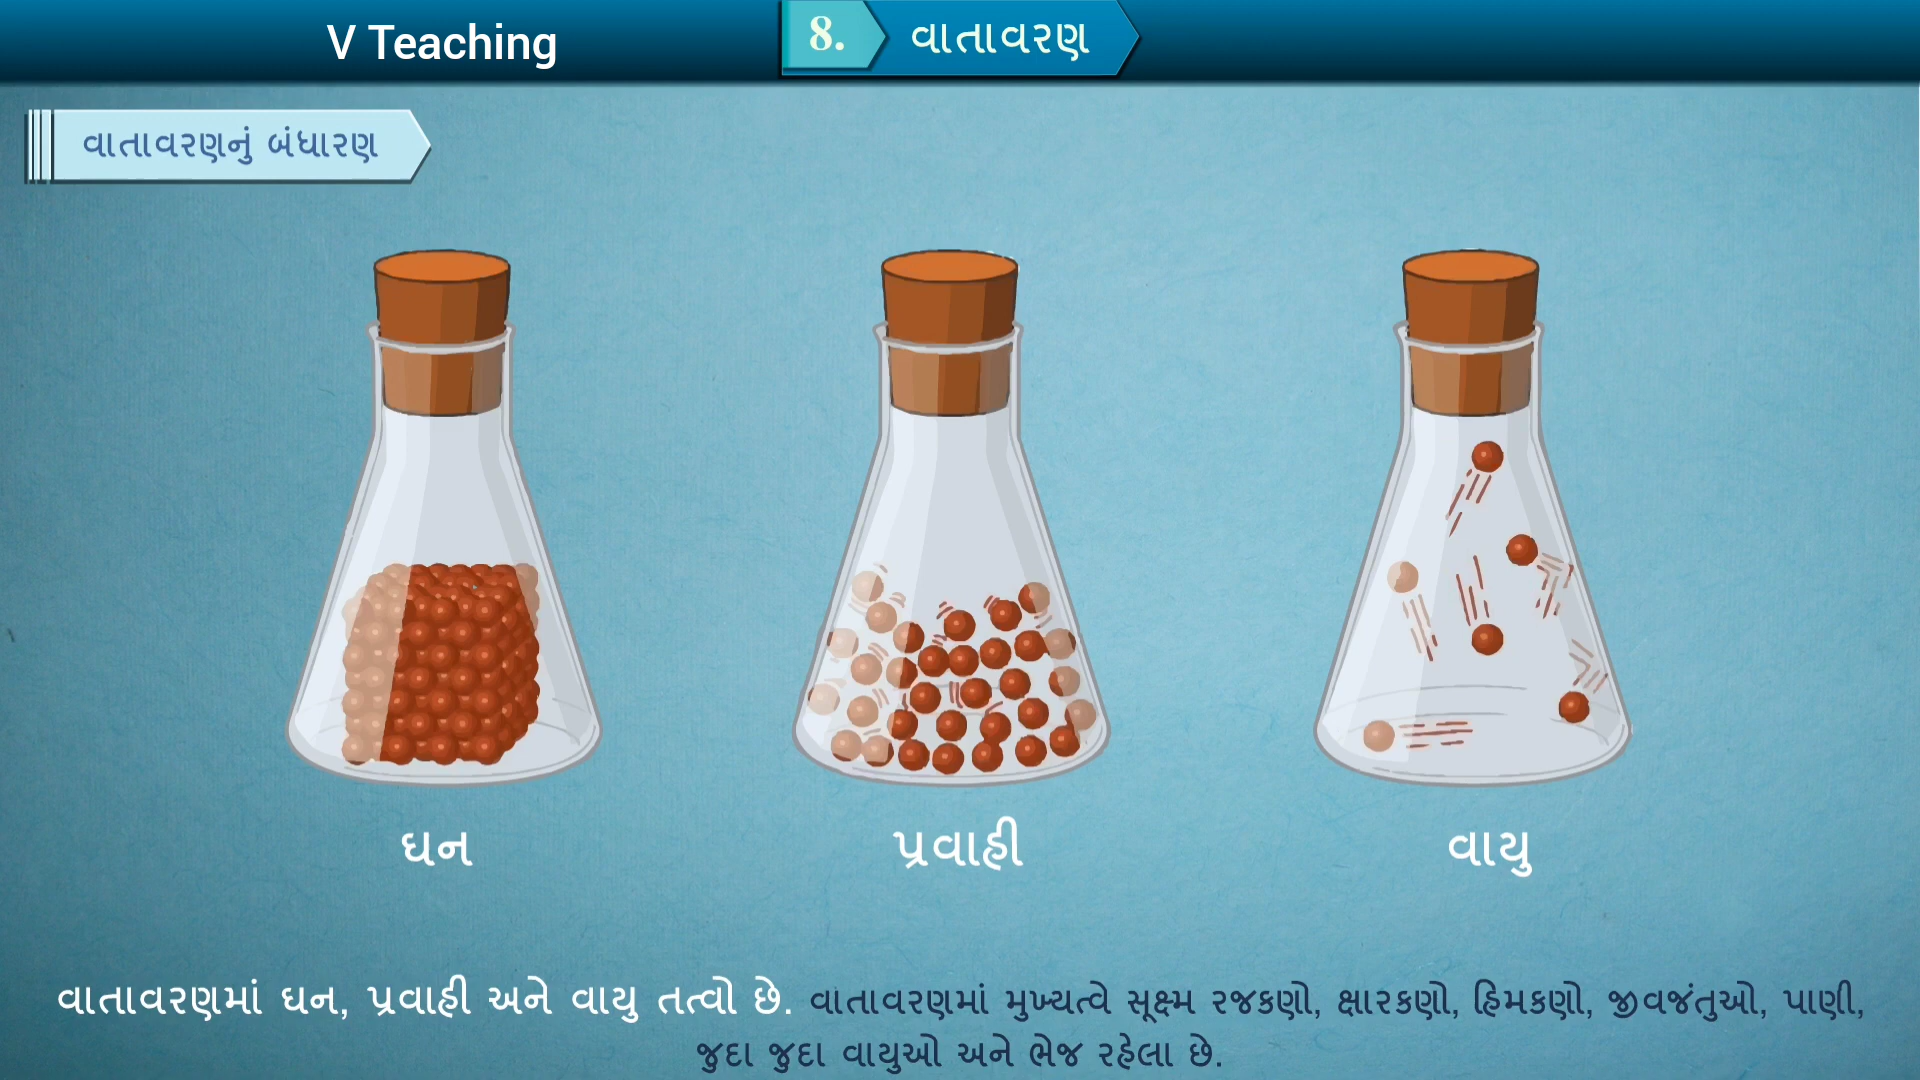 V Teaching
8. વાતાવરણ
વાતાવરણનું બંધારણ
ઘન
પ્રવાહી
વાયુ
વાતાવરણમાં ઘન, પ્રવાહી અને વાયુ તત્વો છે. વાતાવરણમાં મુખ્યત્વે સૂક્ષ્મ રજકણો, ક્ષારકણો, હિમકણો, જીવજંતુઓ, પાણી,
જુદા જુદા વાયુઓ અને ભેજ રહેલા છે.